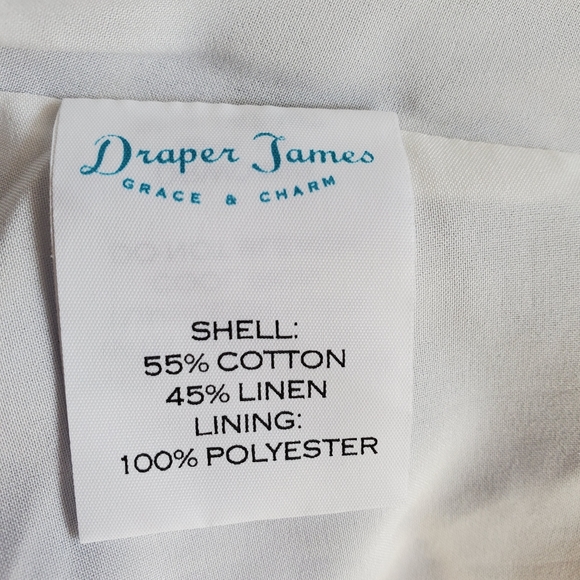 Draper James
GRACE & CHARM
SHELL:
55% COTTON
45% LINEN
LINING:
100% POLYESTER